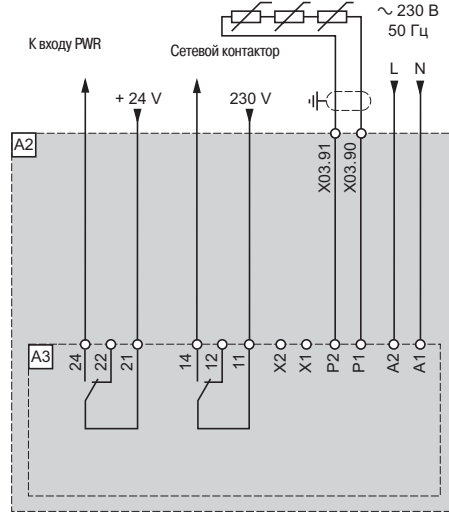 ∼ 230 В
50 Гц
К входу PWR
Сетевой контактор
L N
+ 24 V
230 V
A2
X03.91
X03.90
A3
24
22
21
14
12
11
X2
X1
P2
P1
A2
A1